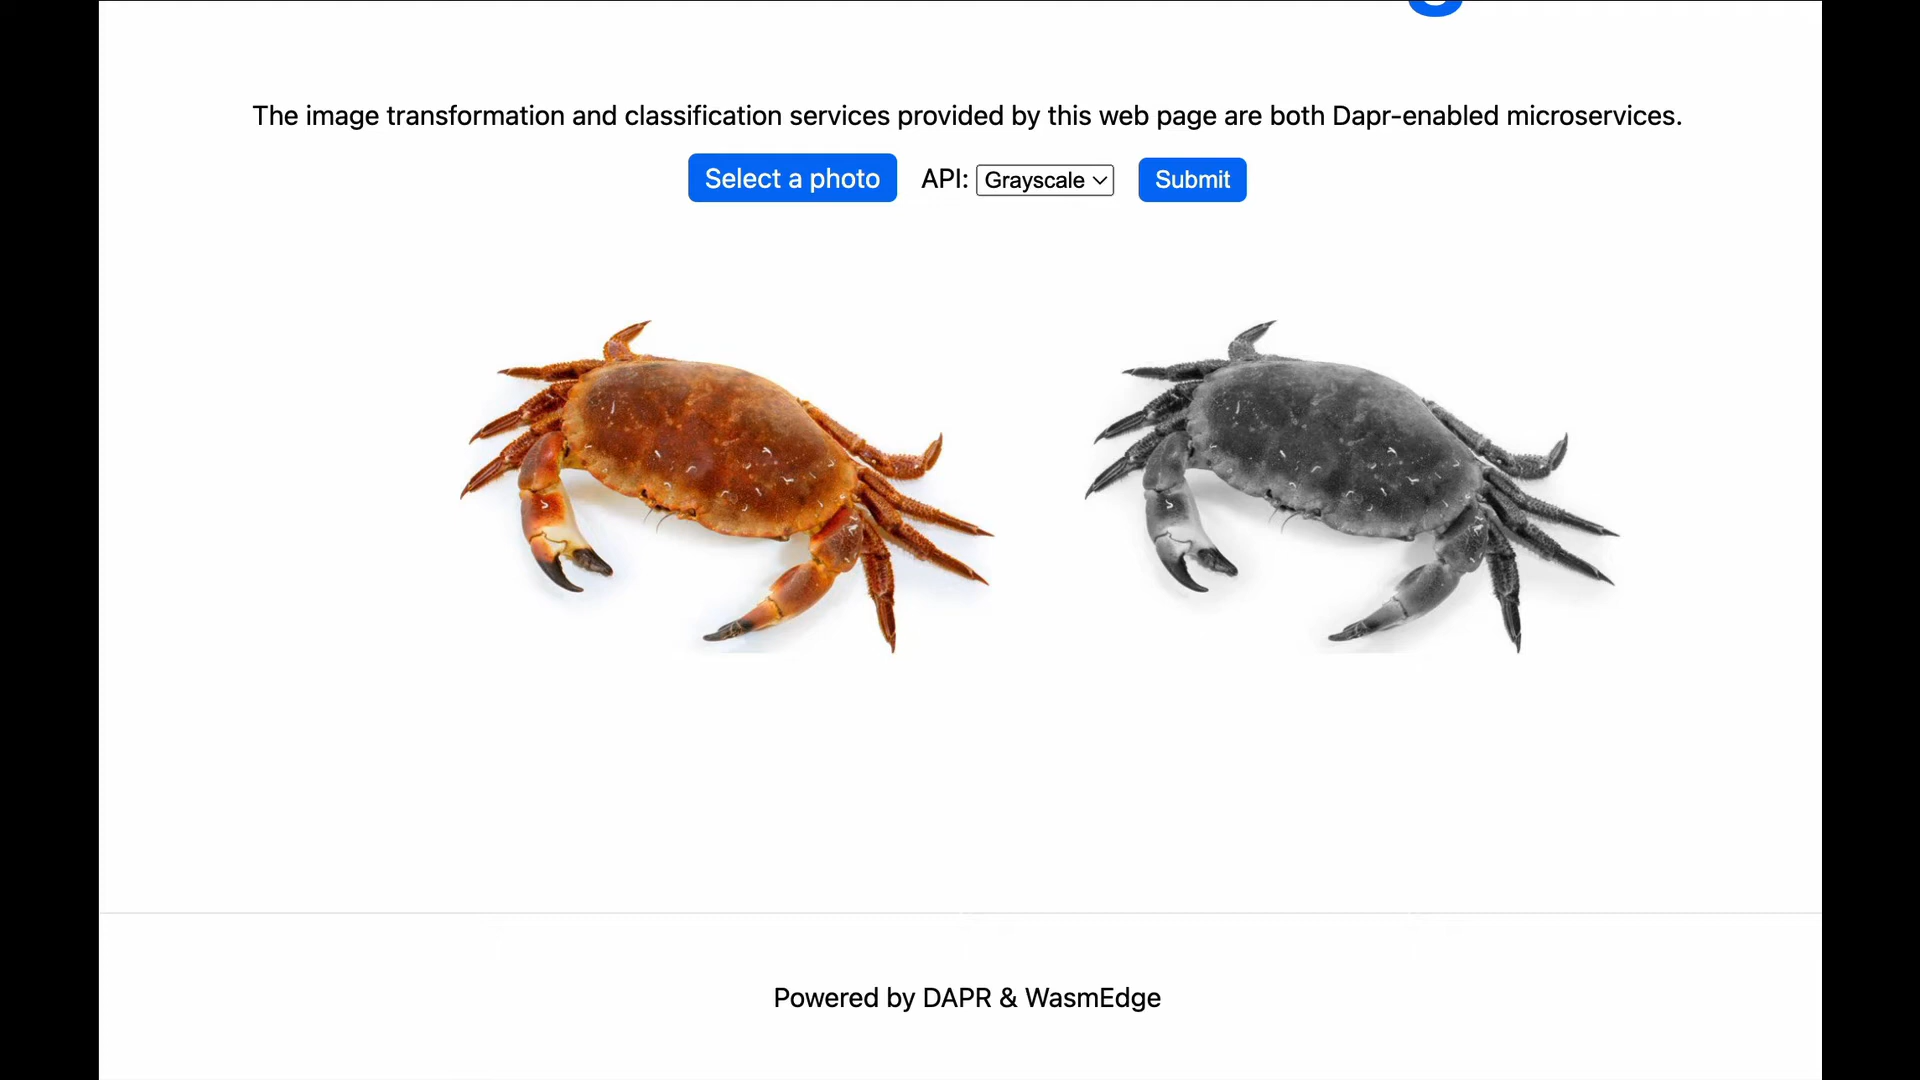 The image transformation and classification services provided by this web page are both Dapr-enabled microservices.
Select a photo API: Grayscale Submit
Powered by DAPR & WasmEdge